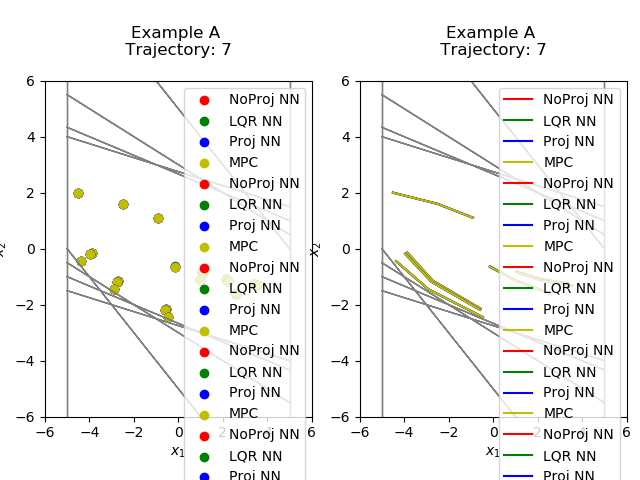 Example A
Trajectory: 7
6
4
2
0
−2
−4
−6
x₂
−6
−4
−2
0
2
4
6
x₁
NoProj NN
LQR NN
Proj NN
MPC
NoProj NN
LQR NN
Proj NN
MPC
NoProj NN
LQR NN
Proj NN
MPC
NoProj NN
LQR NN
Proj NN
MPC
NoProj NN
LQR NN
Proj NN
Example A
Trajectory: 7
6
4
2
0
−2
−4
−6
x₂
−6
−4
−2
0
2
4
6
x₁
NoProj NN
LQR NN
Proj NN
MPC
NoProj NN
LQR NN
Proj NN
MPC
NoProj NN
LQR NN
Proj NN
MPC
NoProj NN
LQR NN
Proj NN
MPC
NoProj NN
LQR NN
Proj NN